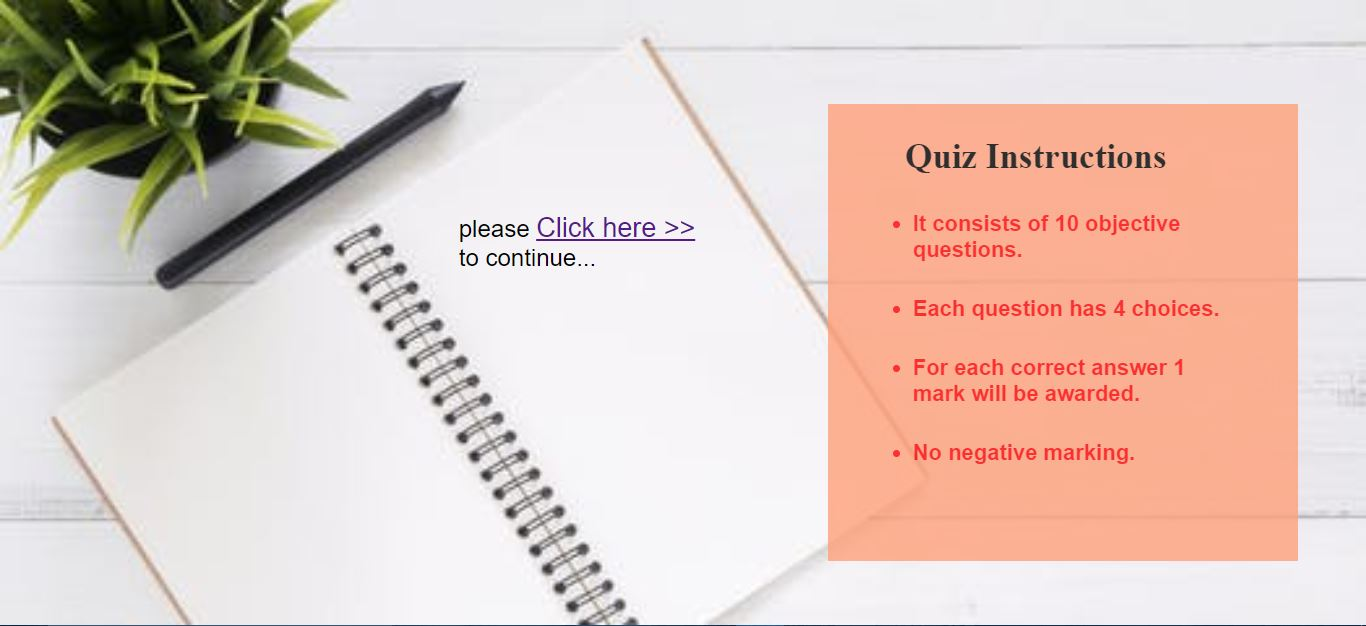 please Click here >>
to continue...
Quiz Instructions
It consists of 10 objective
questions.
Each question has 4 choices.
For each correct answer 1
mark will be awarded.
No negative marking.